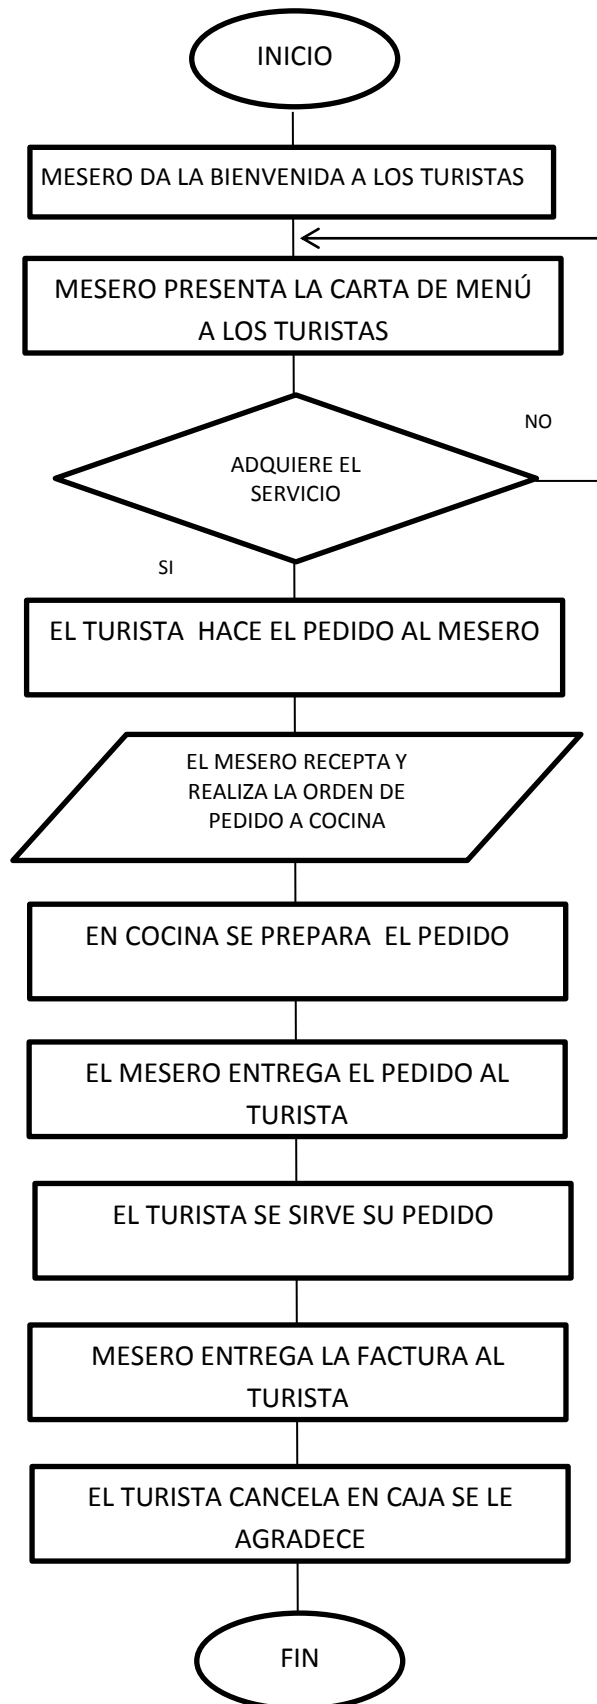 INICIO
MESERO DA LA BIENVENIDA A LOS TURISTAS
MESERO PRESENTA LA CARTA DE MENÚ
A LOS TURISTAS
NO
ADQUIERE EL
SERVICIO
SI
EL TURISTA HACE EL PEDIDO AL MESERO
EL MESERO RECEPTA Y
REALIZA LA ORDEN DE
PEDIDO A COCINA
EN COCINA SE PREPARA EL PEDIDO
EL MESERO ENTREGA EL PEDIDO AL
TURISTA
EL TURISTA SE SIRVE SU PEDIDO
MESERO ENTREGA LA FACTURA AL
TURISTA
EL TURISTA CANCELA EN CAJA SE LE
AGRADECE
FIN